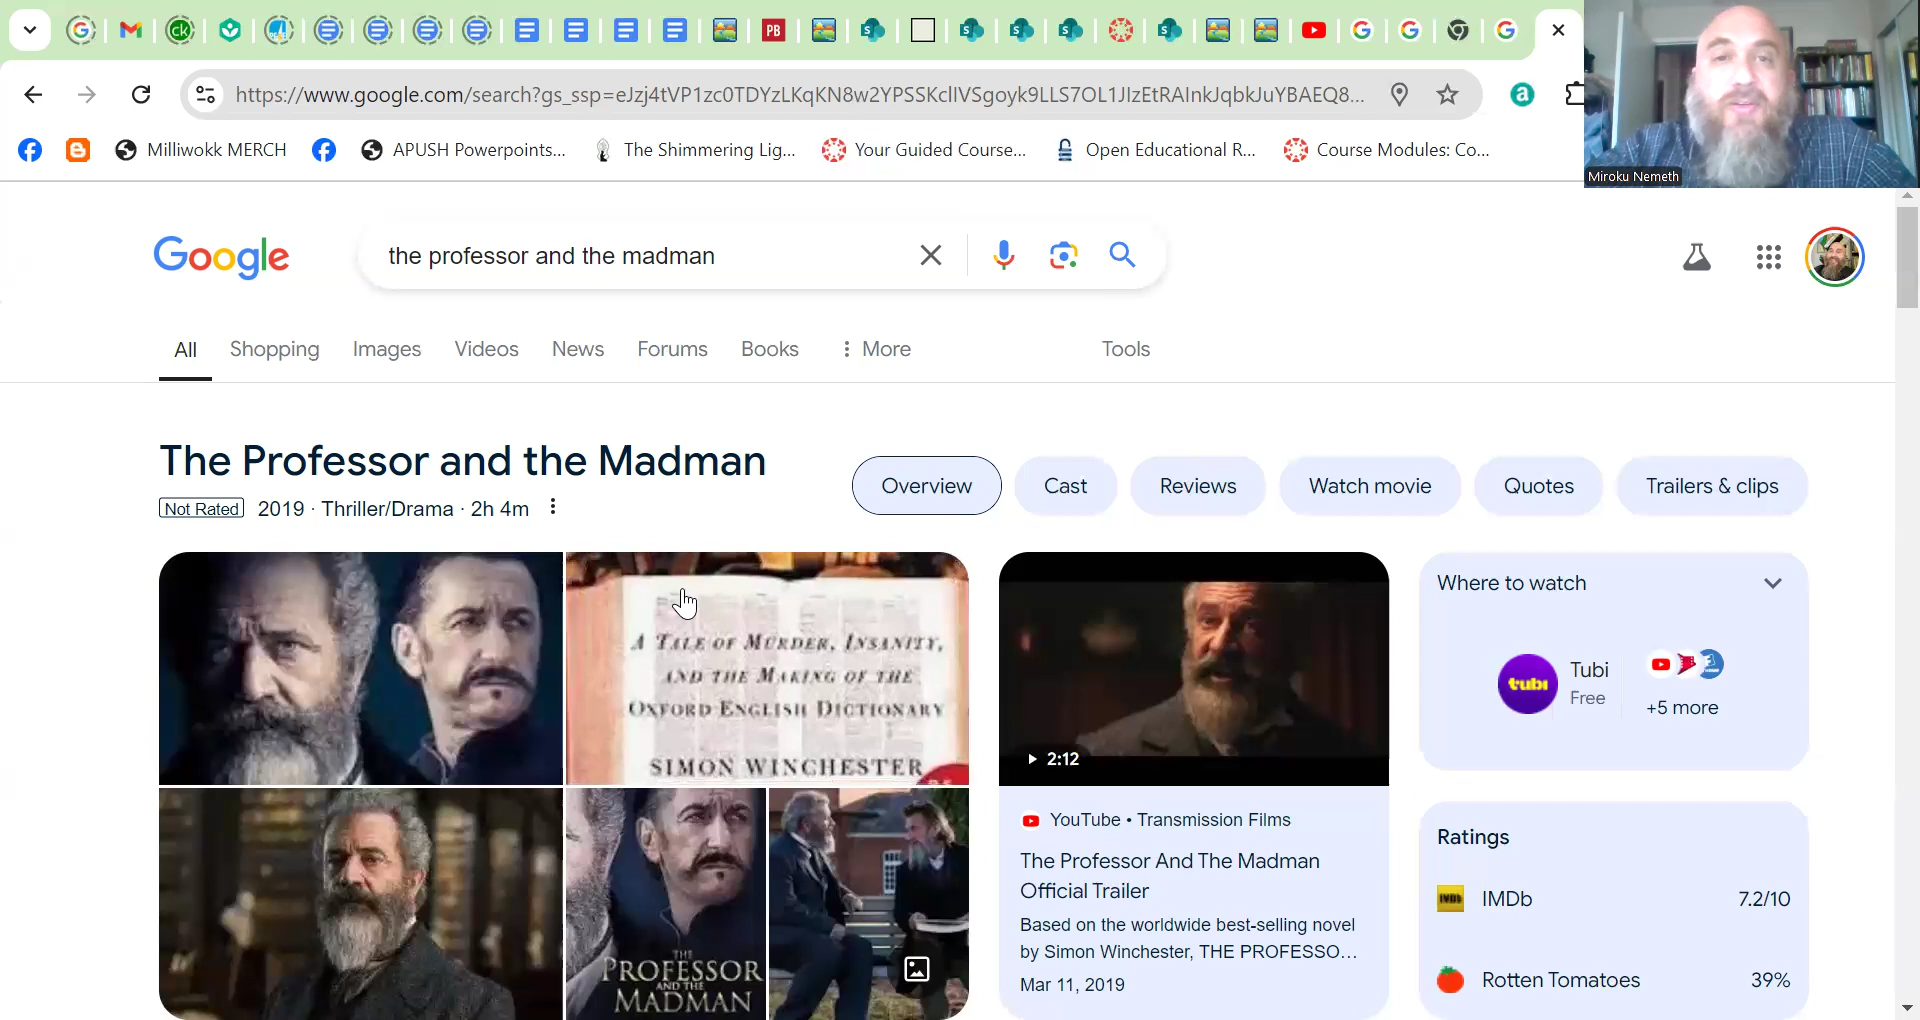 https://www.google.com/search?gs_ssp=eJzj4tVP1zc0TDYzLKqKN8w2YPSSKclIVSgoyk9LLS7OL1JIzEtRAInkJqbkJuYBAEQ8...
Milliwokk MERCH
APUSH Powerpoints...
The Shimmering Lig...
Your Guided Course...
Open Educational R...
Course Modules: Co...
Miroku Nemeth
Google
the professor and the madman
All
Shopping
Images
Videos
News
Forums
Books
More
Tools
The Professor and the Madman
Not Rated 2019 · Thriller/Drama · 2h 4m
Overview
Cast
Reviews
Watch movie
Quotes
Trailers & clips
A TALE OF MURDER, INSANITY,
AND THE MAKING OF THE
OXFORD ENGLISH DICTIONARY
SIMON WINCHESTER
THE
PROFESSOR
AND THE
MADMAN
2:12
YouTube • Transmission Films
The Professor And The Madman
Official Trailer
Based on the worldwide best-selling novel
by Simon Winchester, THE PROFESSO...
Mar 11, 2019
Where to watch
tubi
Tubi
Free
+5 more
Ratings
IMDb
IMDb
7.2/10
Rotten Tomatoes
39%